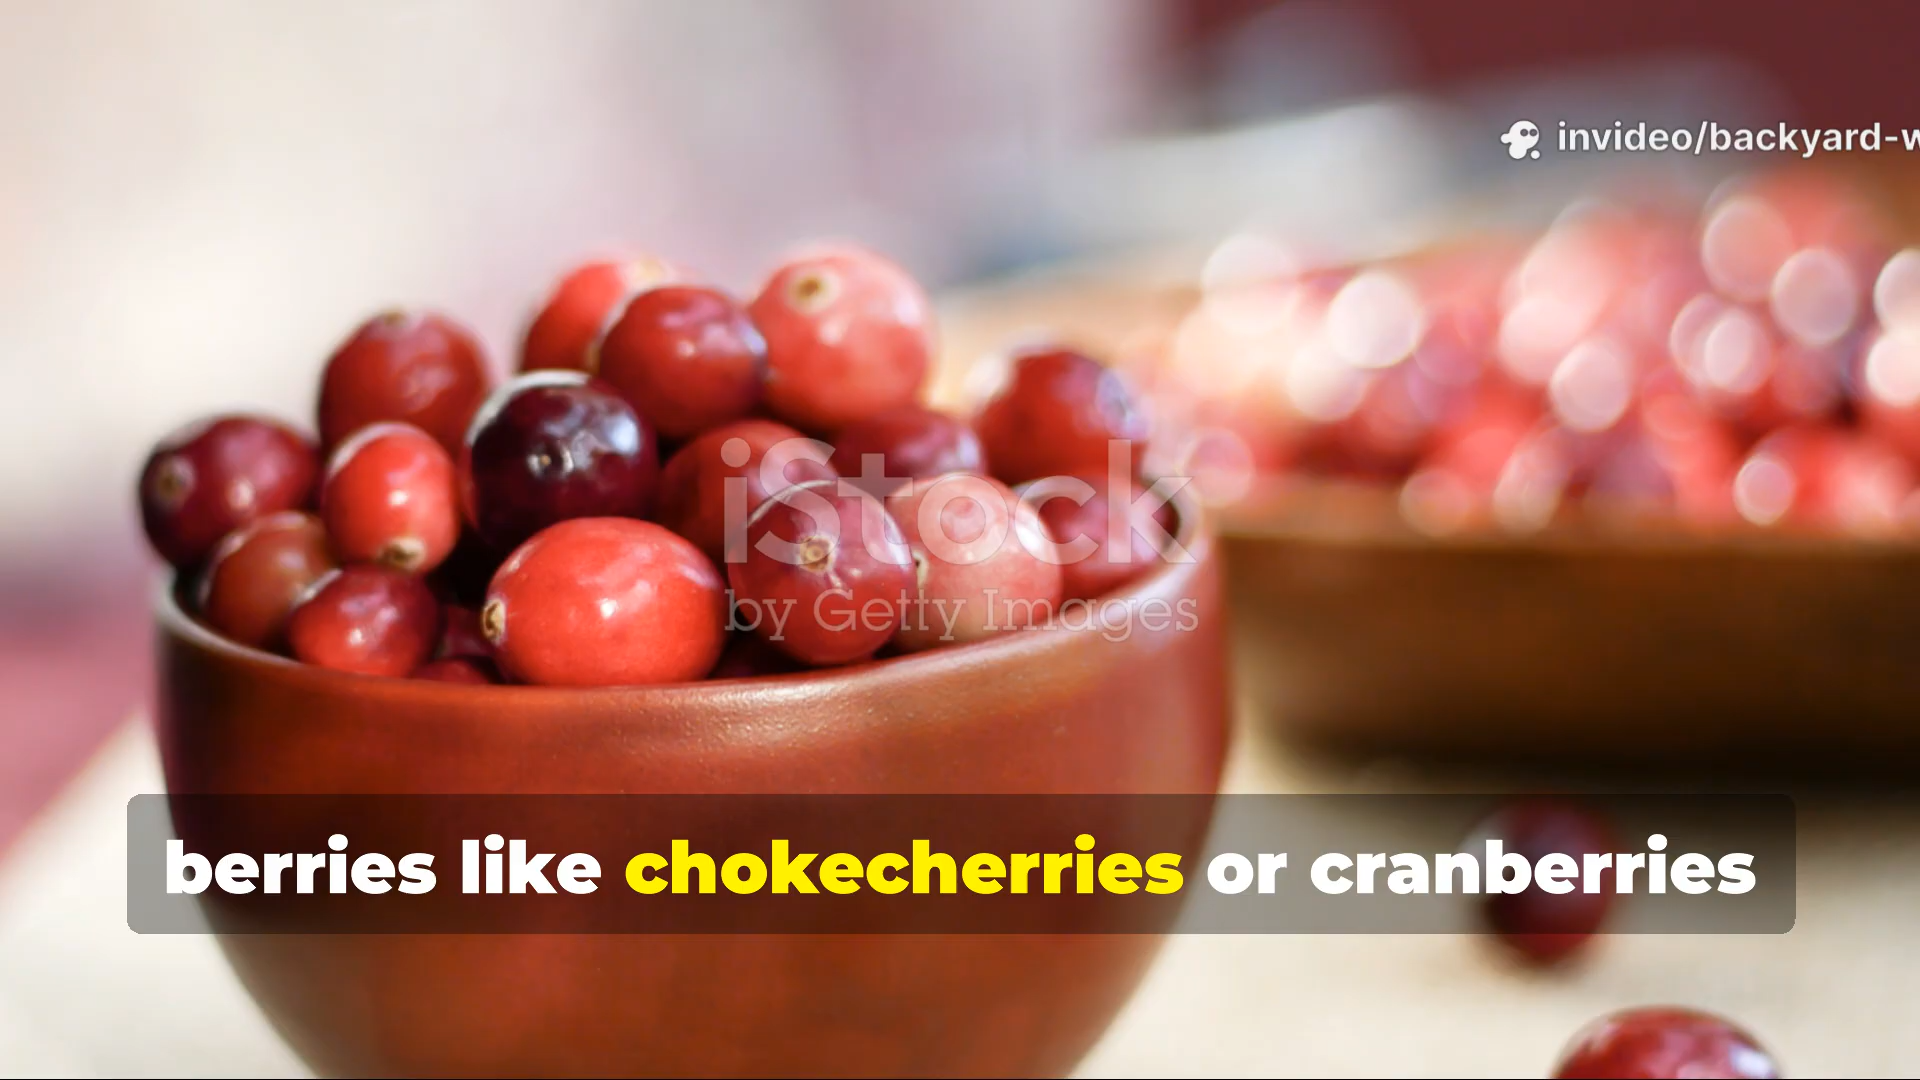 invideo/backyard-w
iStock
by Getty Images
berries like chokecherries or cranberries